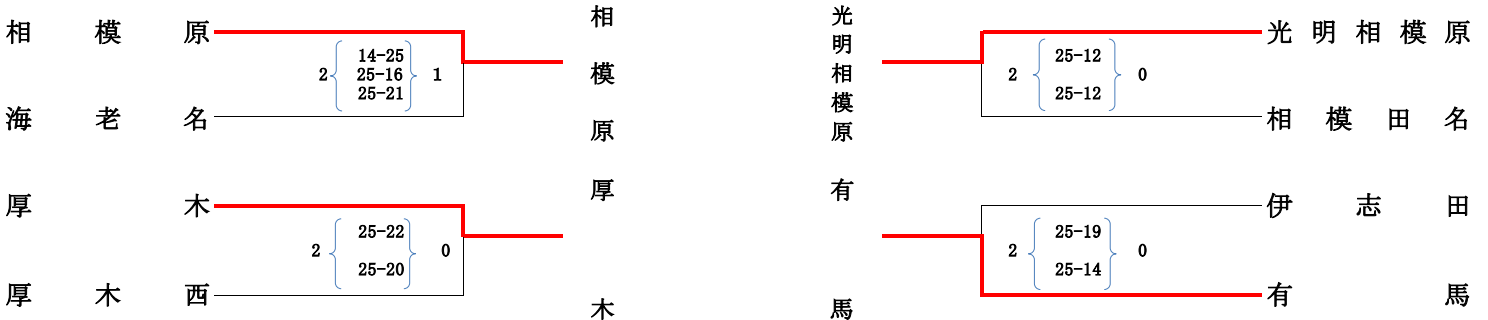 相模原
海老名
厚木
厚木西
2
14-25
25-16
25-21
1
2
25-22
25-20
0
相模原
厚木
光明相模原
有馬
2
25-12
25-12
0
2
25-19
25-14
0
光明相模原
相模田名
伊志田
有馬